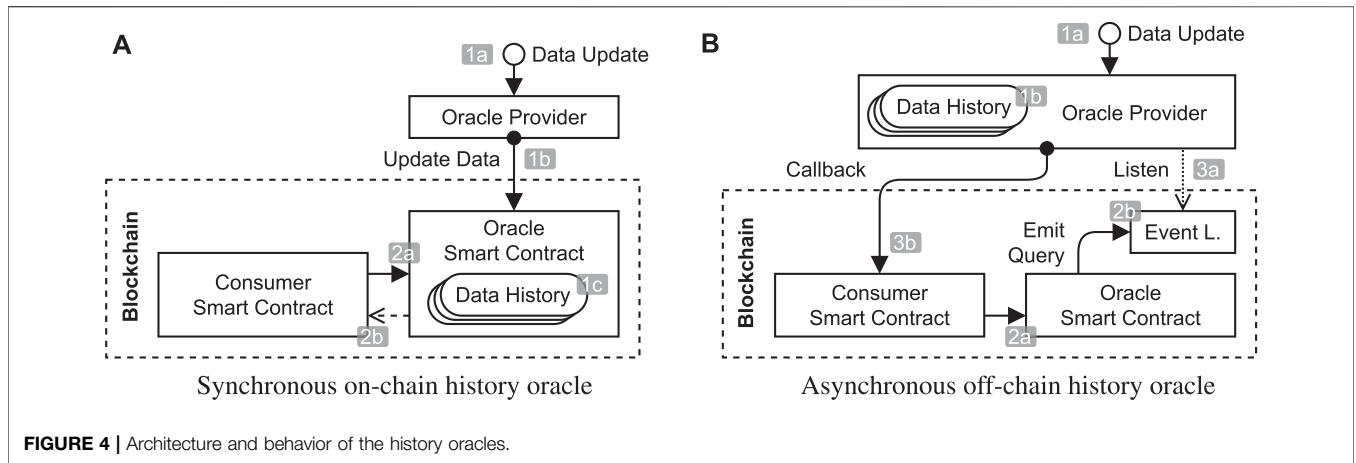 A
1a Data Update
Oracle Provider
Update Data 1b
Blockchain
Oracle
Smart Contract
2a
Consumer
Smart Contract
Data History 1c
2b
Synchronous on-chain history oracle
B
1a Data Update
Data History 1b
Oracle Provider
Callback
Listen 3a
Blockchain
2b
Event L.
Emit
Query
3b
Consumer
Smart Contract
2a
Oracle
Smart Contract
Asynchronous off-chain history oracle
FIGURE 4 | Architecture and behavior of the history oracles.